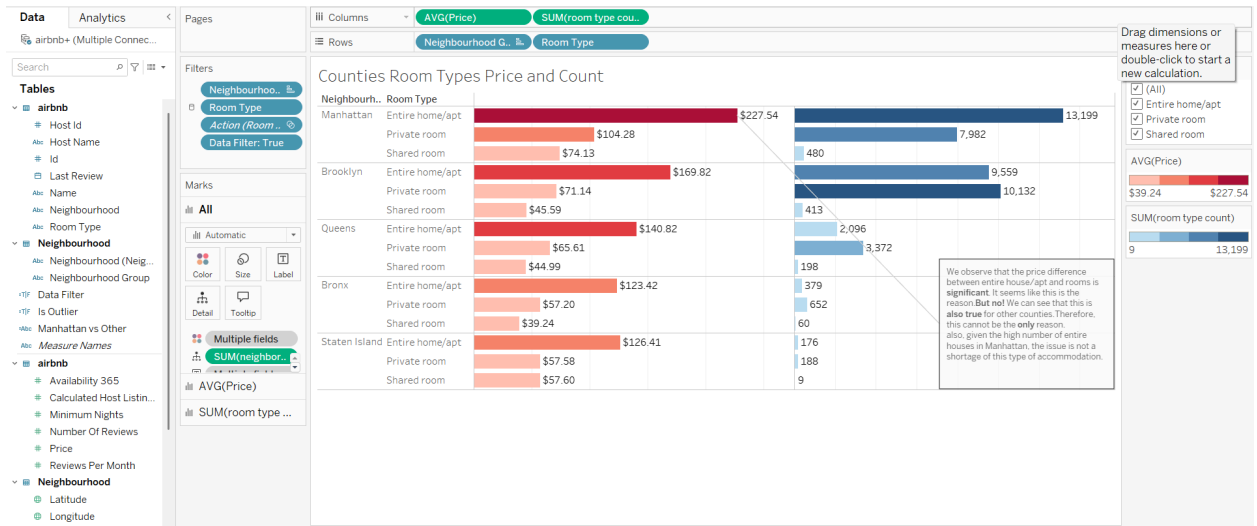 Data
Analytics
airbnb+ (Multiple Connec...
Search
Tables
airbnb
# Host Id
Abc Host Name
# Id
Last Review
Abc Name
Abc Neighbourhood
Abc Room Type
Neighbourhood
Abc Neighbourhood (Neig...
Abc Neighbourhood Group
=T|F Data Filter
=T|F Is Outlier
=Abc Manhattan vs Other
Abc Measure Names
airbnb
# Availability 365
# Calculated Host Listin...
# Minimum Nights
# Number Of Reviews
# Price
# Reviews Per Month
Neighbourhood
Latitude
Longitude
Pages
Filters
Neighbourhoo..
Room Type
Action (Room ..
Data Filter: True
Marks
All
Automatic
Color
Size
Label
Detail
Tooltip
Multiple fields
SUM(neighbor..
AVG(Price)
SUM(room type ...
Columns
AVG(Price)
SUM(room type cou..
Rows
Neighbourhood G..
Room Type
Counties Room Types Price and Count
Neighbourh.. Room Type
Manhattan Entire home/apt $227.54 13,199
Private room $104.28 7,982
Shared room $74.13 480
Brooklyn Entire home/apt $169.82 9,559
Private room $71.14 10,132
Shared room $45.59 413
Queens Entire home/apt $140.82 2,096
Private room $65.61 3,372
Shared room $44.99 198
Bronx Entire home/apt $123.42 379
Private room $57.20 652
Shared room $39.24 60
Staten Island Entire home/apt $126.41 176
Private room $57.58 188
Shared room $57.60 9
We observe that the price difference
between entire house/apt and rooms is
significant. It seems like this is the
reason.But no! We can see that this is
also true for other counties.Therefore,
this cannot be the only reason.
also, given the high number of entire
houses in Manhattan, the issue is not a
shortage of this type of accommodation.
Drag dimensions or
measures here or
double-click to start a
new calculation.
(All)
Entire home/apt
Private room
Shared room
AVG(Price)
$39.24 $227.54
SUM(room type count)
9 13,199